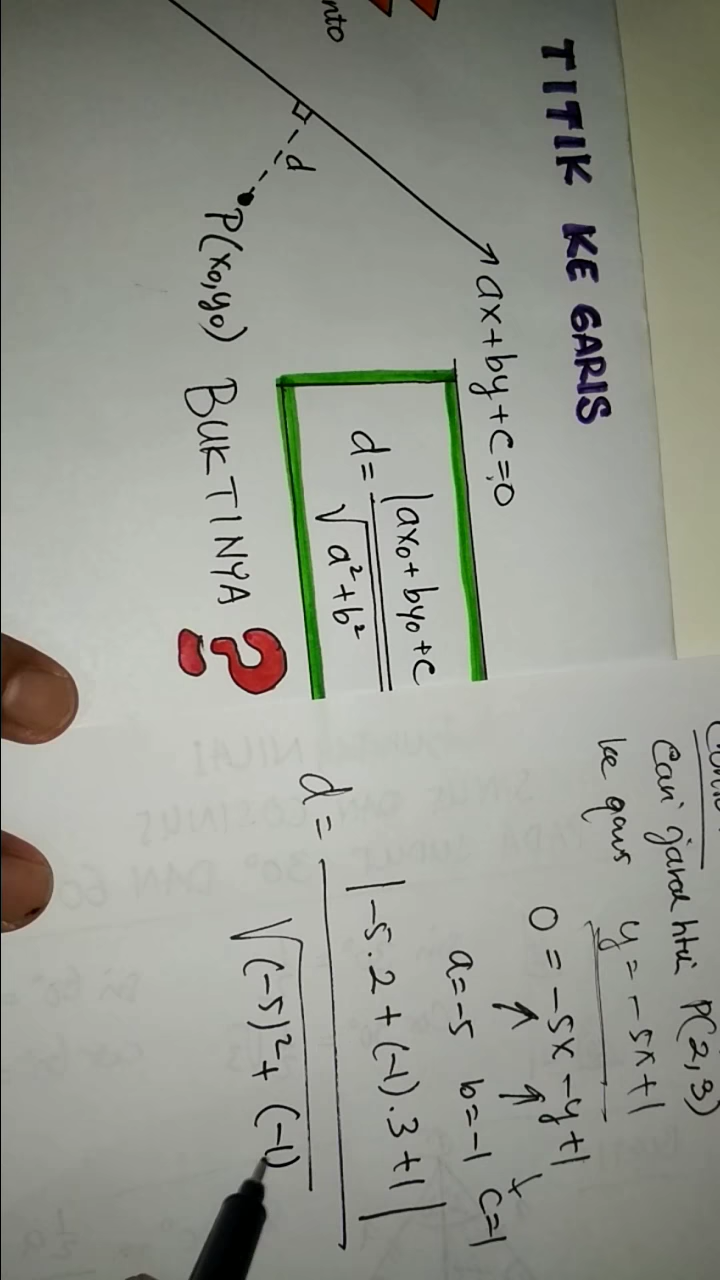 TITIK KE GARIS
nto
ax+by+c=0
d
P(x₀,y₀) BUKTINYA?
d = |ax₀+by₀+c
√a²+b²
Cari jarak P(2,3)
ke garis y = -5x+1
0 = -5x-y+1
a=-5 b=-1 c=1
d = |-5.2 + (-1).3 + 1|
√(-5)² + (-1)